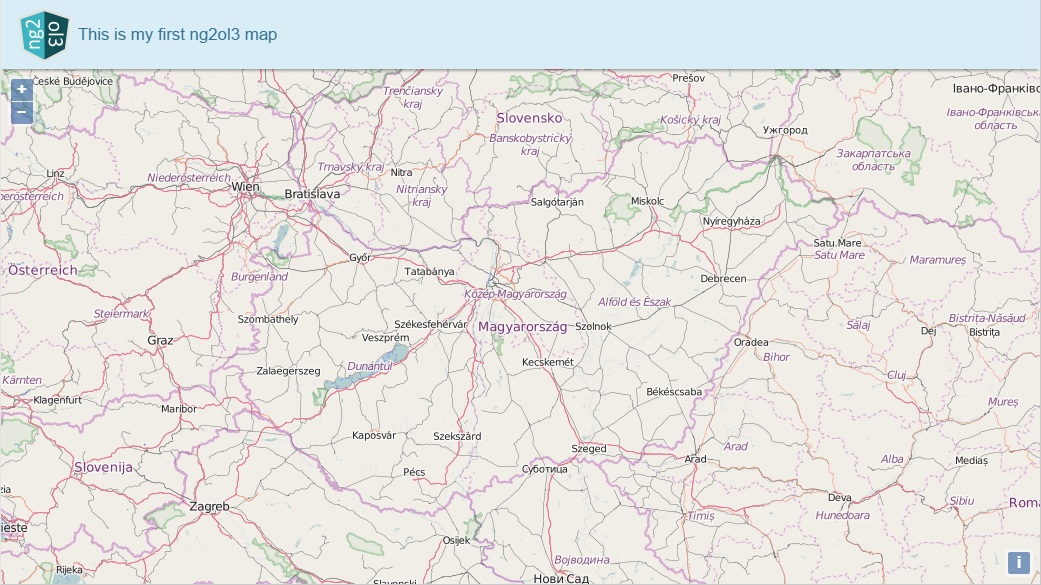 ng2
ol3
This is my first ng2ol3 map
+
−
České Budějovice
Trenčiansky
kraj
Prešov
Івано-Франківс
Slovensko
Košický kraj
Івано-Франківська
область
Ужгород
Banskobystrický
kraj
Закарпатська
область
Linz
Niederösterreich
Trnavský kraj
Nitra
Wien
Bratislava
Nitriansky
kraj
perösterreich
Salgótarján
Miskolc
Nyíregyháza
Satu Mare
Satu Mare
Győr
Maramureș
Österreich
Burgenland
Tatabánya
Debrecen
Közép-Magyarország
Alföld és Észak
Steiermark
Szombathely
Székesfehérvár
Magyarország
Szolnok
Sălaj
Bistrița-Năsăud
Dej
Bistrița
Graz
Veszprém
Oradea
Bihor
Zalaegerszeg
Dunántúl
Kecskemét
Kärnten
Cluj
Klagenfurt
Békéscsaba
Mureș
Maribor
Kaposvár
Szekszárd
Szeged
Arad
Arad
Alba
Mediaș
Slovenija
Pécs
Суботица
zia
Zagreb
Deva
Sibiu
Româ
ieste
Timiș
Hunedoara
Osijek
Rijeka
Војводина
Slavonski
Нови Сад
i